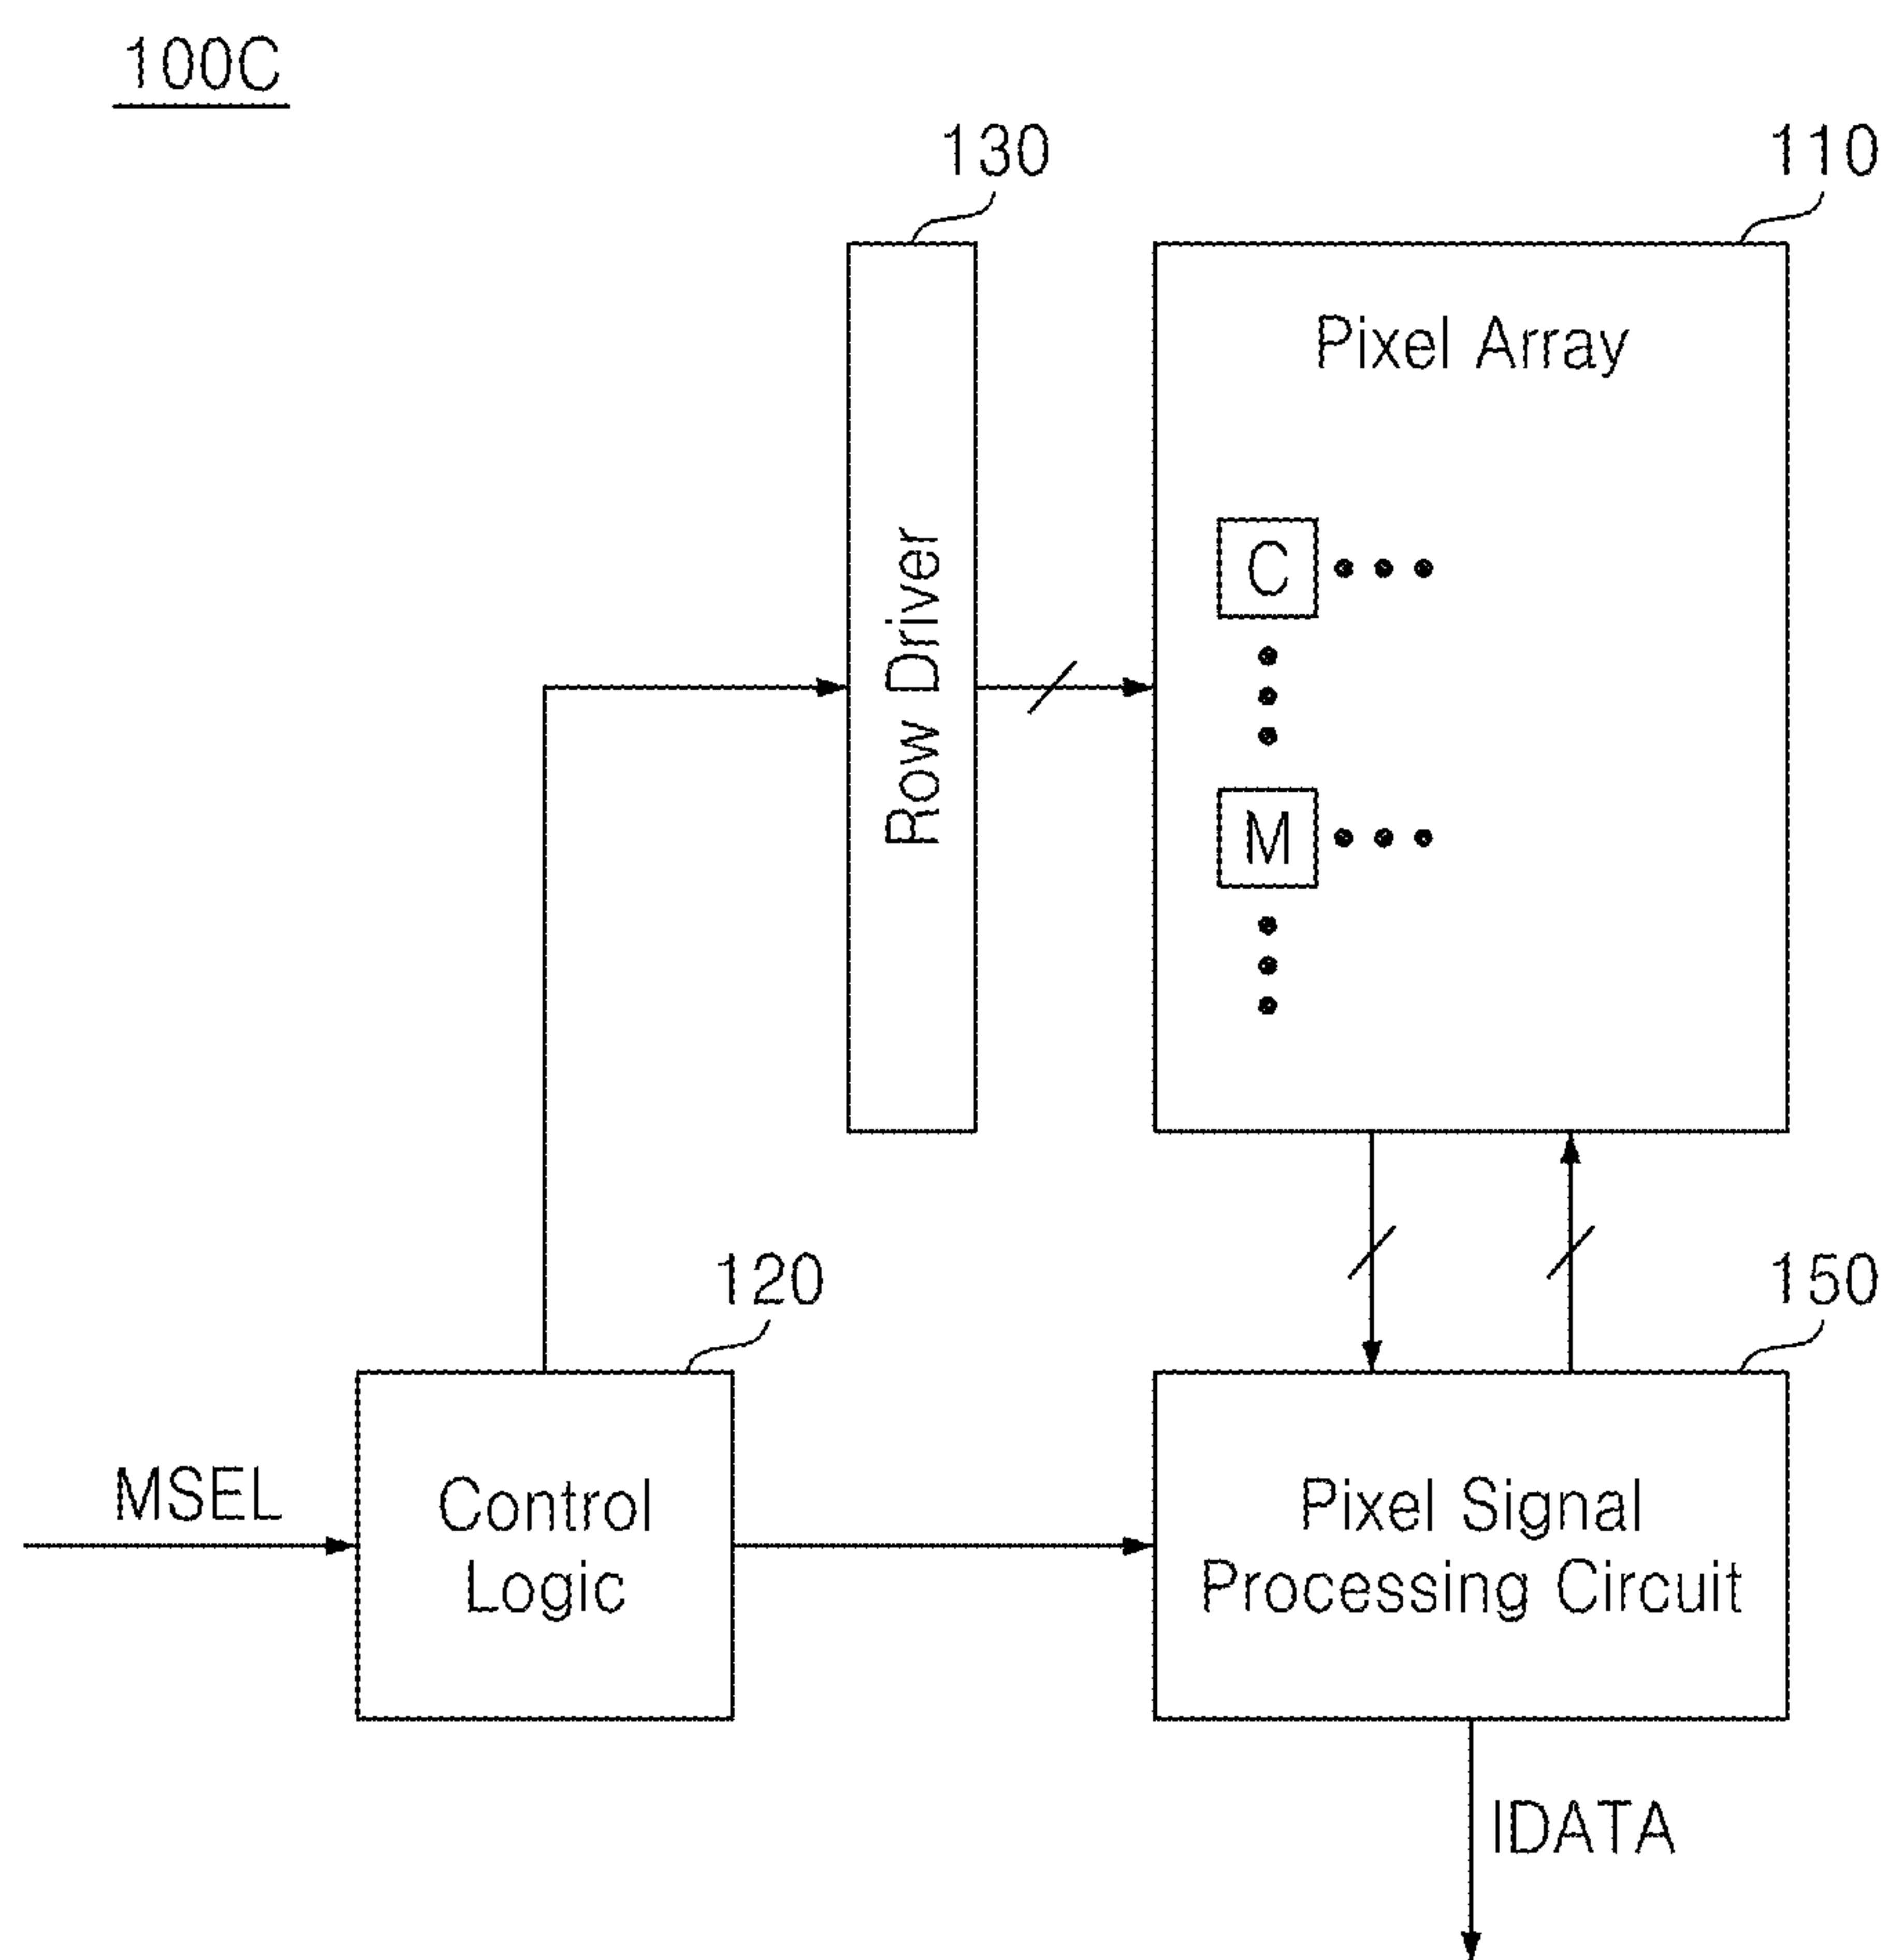 100C
130
110
Pixel Array
C
Row Driver
M
120
150
MSEL
Control
Logic
Pixel Signal
Processing Circuit
IDATA